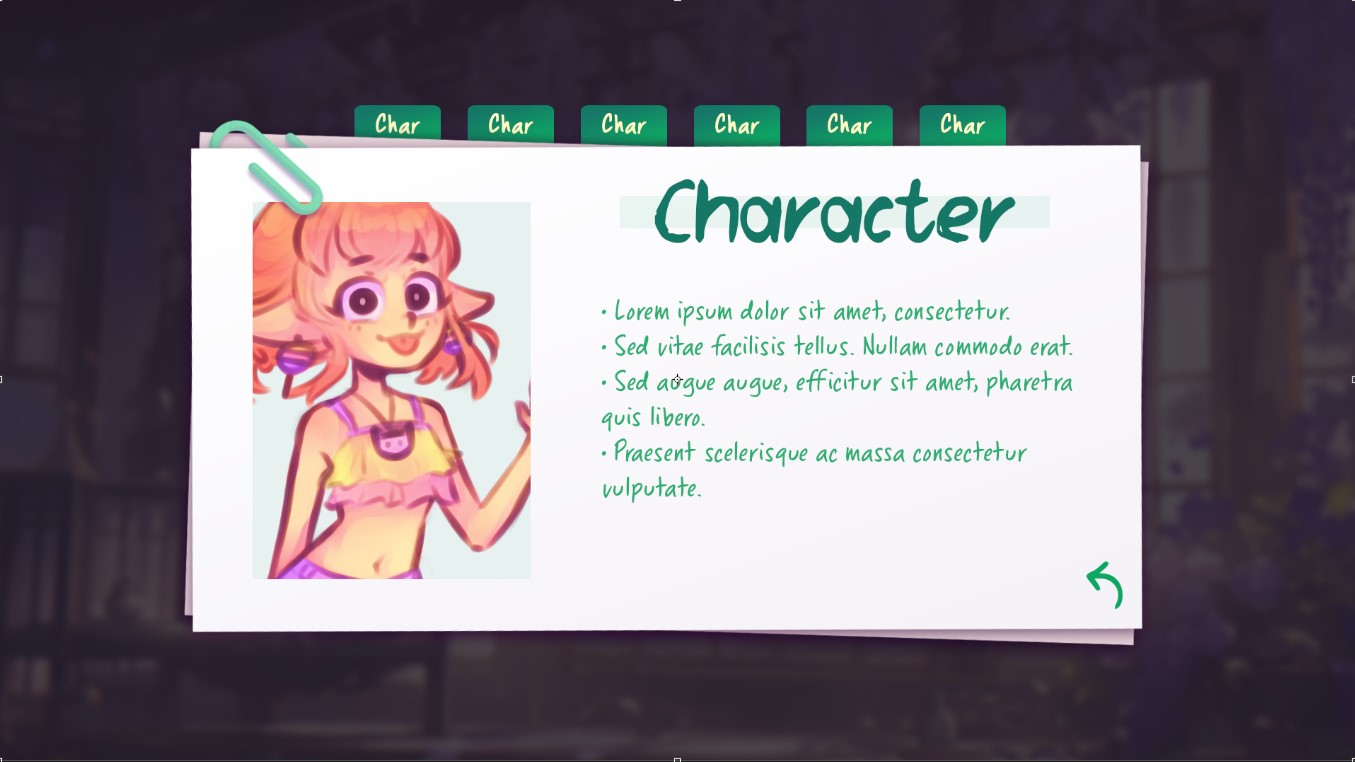 Char Char Char Char Char Char
Character
• Lorem ipsum dolor sit amet, consectetur.
• Sed vitae facilisis tellus. Nullam commodo erat.
• Sed augue augue, efficitur sit amet, pharetra
quis libero.
• Praesent scelerisque ac massa consectetur
vulputate.